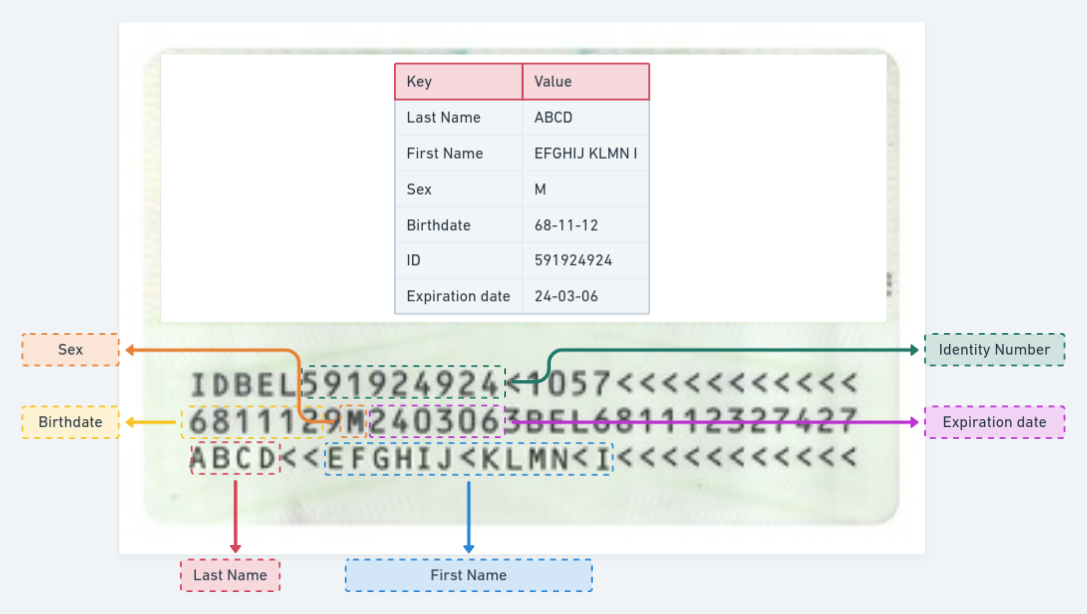 Key Value
Last Name ABCD
First Name EFGHIJ KLMN I
Sex M
Birthdate 68-11-12
ID 591924924
Expiration date 24-03-06
Sex
Identity Number
IDBEL591924924<1057<<<<<<<<<<<
Birthdate
6811129M2403063BEL681112327427
Expiration date
ABCD<<EFGHIJ<KLMN<I<<<<<<<<<<<
Last Name
First Name